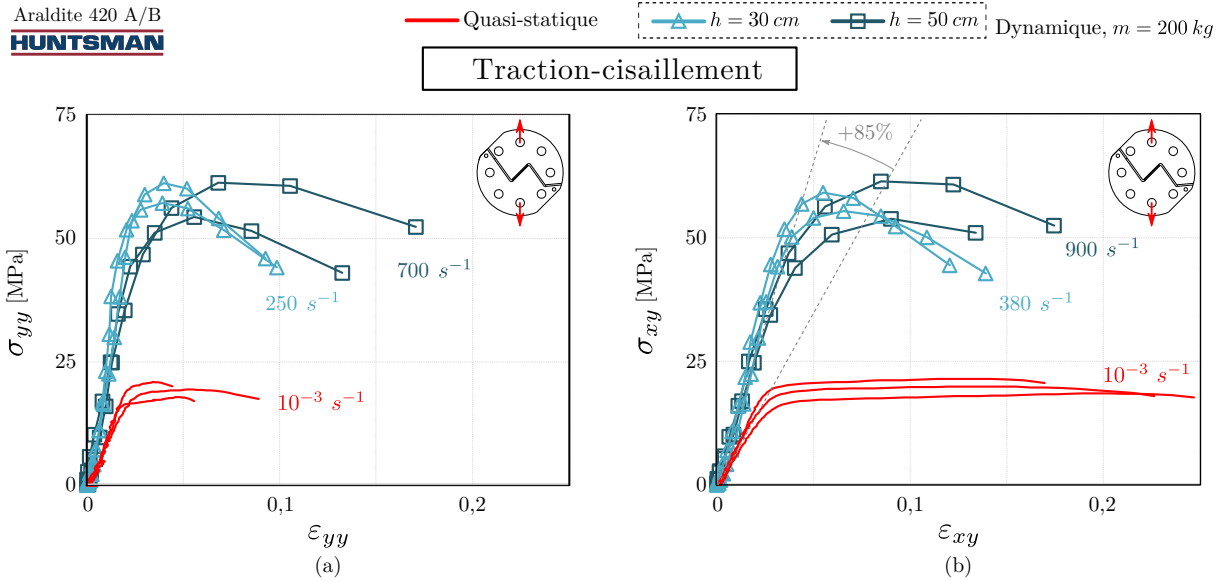 Araldite 420 A/B
HUNTSMAN
Quasi-statique
h = 30 cm
h = 50 cm
Dynamique, m = 200 kg
Traction-cisaillement
75
50
25
0
σyy [MPa]
700 s⁻¹
250 s⁻¹
10⁻³ s⁻¹
0
0,1
0,2
εyy
(a)
75
50
25
0
σxy [MPa]
+85%
900 s⁻¹
380 s⁻¹
10⁻³ s⁻¹
0
0,1
0,2
εxy
(b)